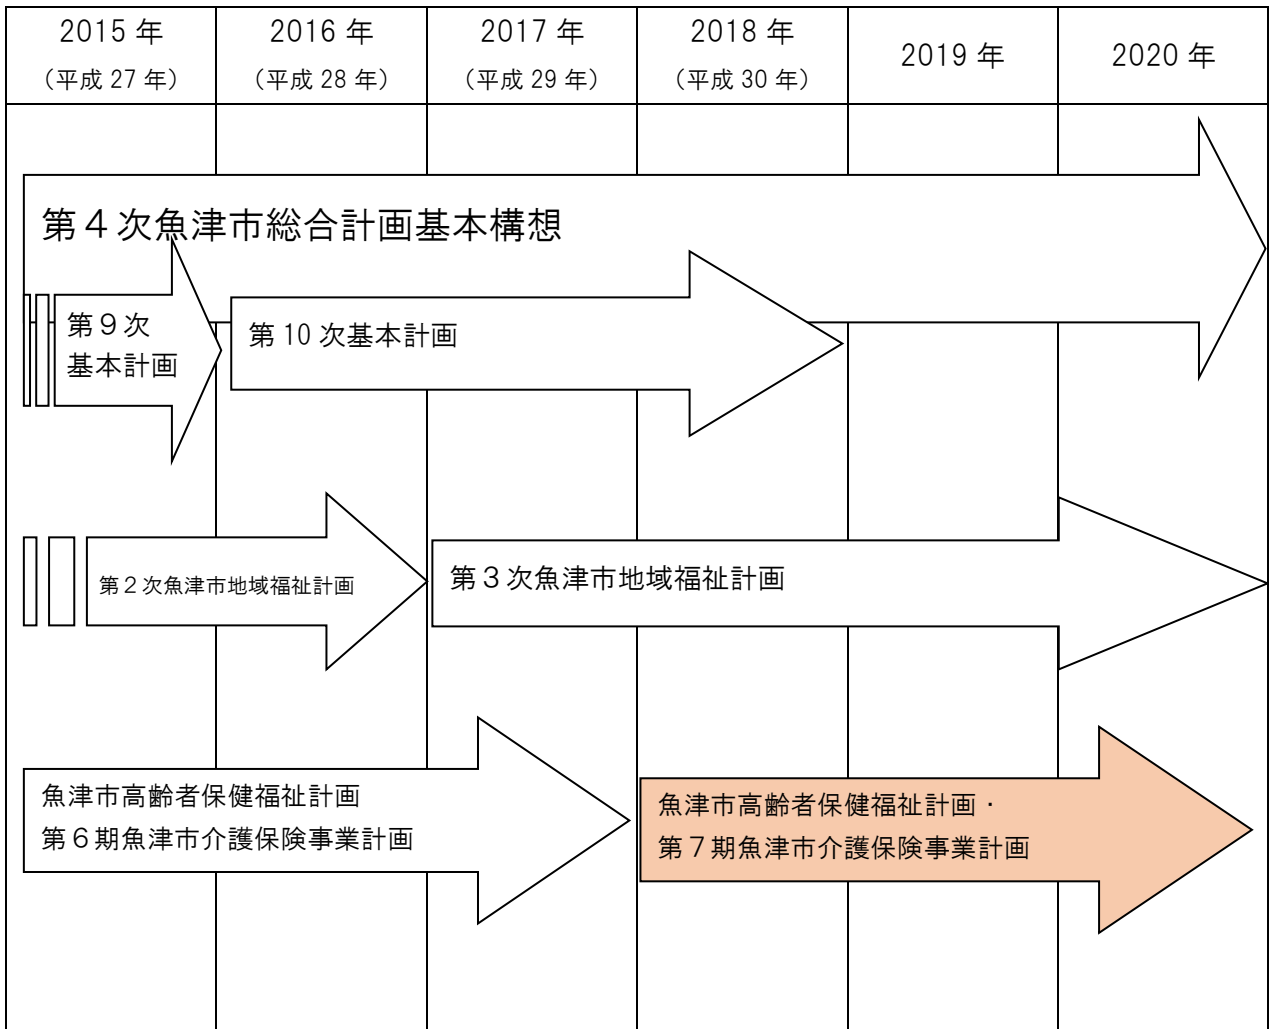 2015 年
（平成 27 年）
2016 年
（平成 28 年）
2017 年
（平成 29 年）
2018 年
（平成 30 年）
2019 年
2020 年
第４次魚津市総合計画基本構想
第９次
基本計画
第 10 次基本計画
第２次魚津市地域福祉計画
第３次魚津市地域福祉計画
魚津市高齢者保健福祉計画
第６期魚津市介護保険事業計画
魚津市高齢者保健福祉計画・
第７期魚津市介護保険事業計画